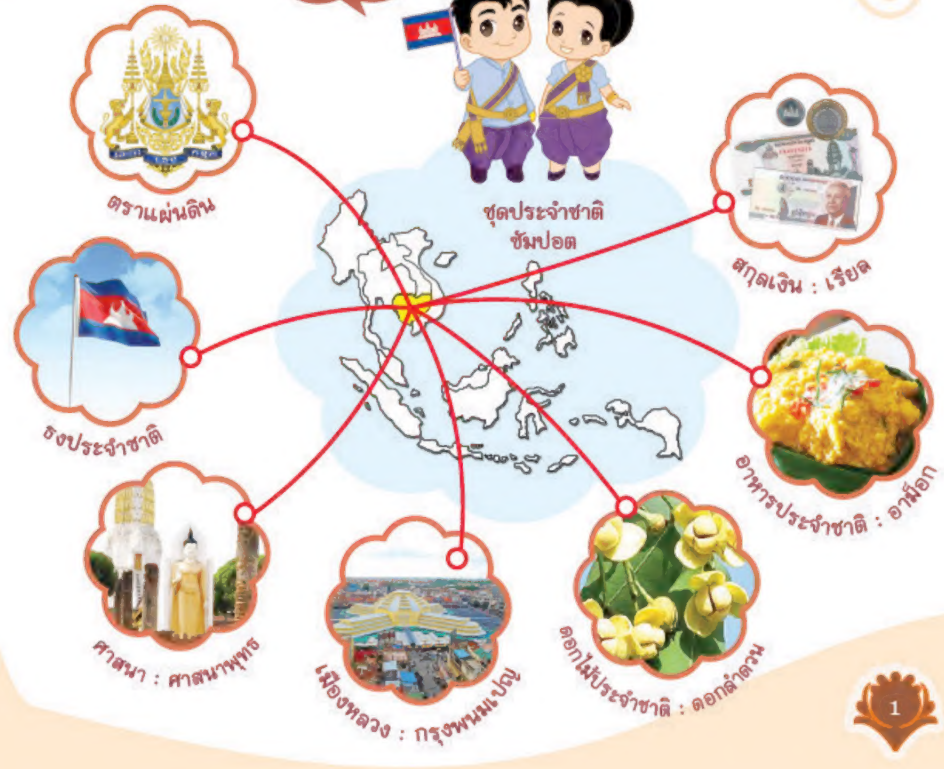 ตราแผ่นดิน
ชุดประจำชาติ
ซัมปอต
สกุลเงิน : เรียล
ธงประจำชาติ
อาหารประจำชาติ : อาม็อก
ศาสนา : ศาสนาพุทธ
เมืองหลวง : กรุงพนมเปญ
ดอกไม้ประจำชาติ : ดอกลำดวน
1